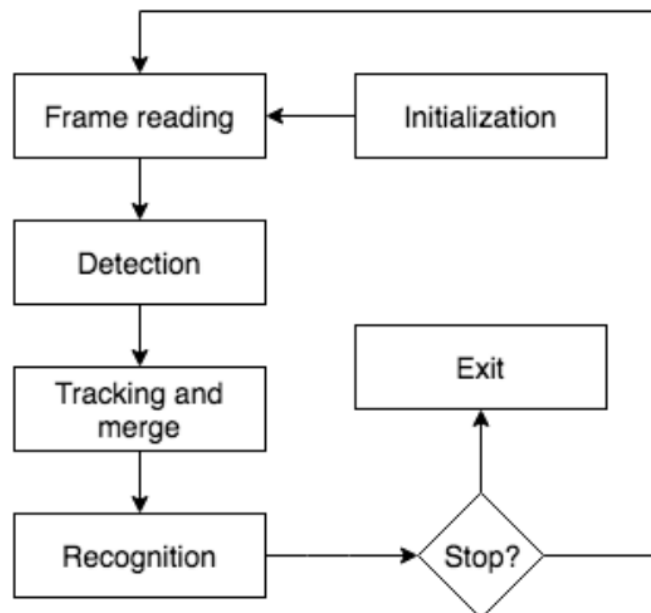 Frame reading
Initialization
Detection
Tracking and
merge
Exit
Recognition
Stop?